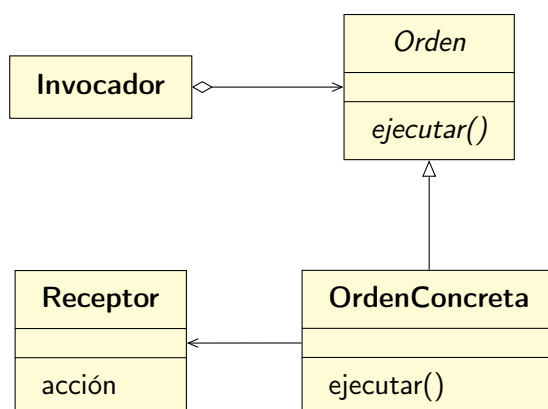 Orden
Invocador
ejecutar()
Receptor
OrdenConcreta
acción
ejecutar()